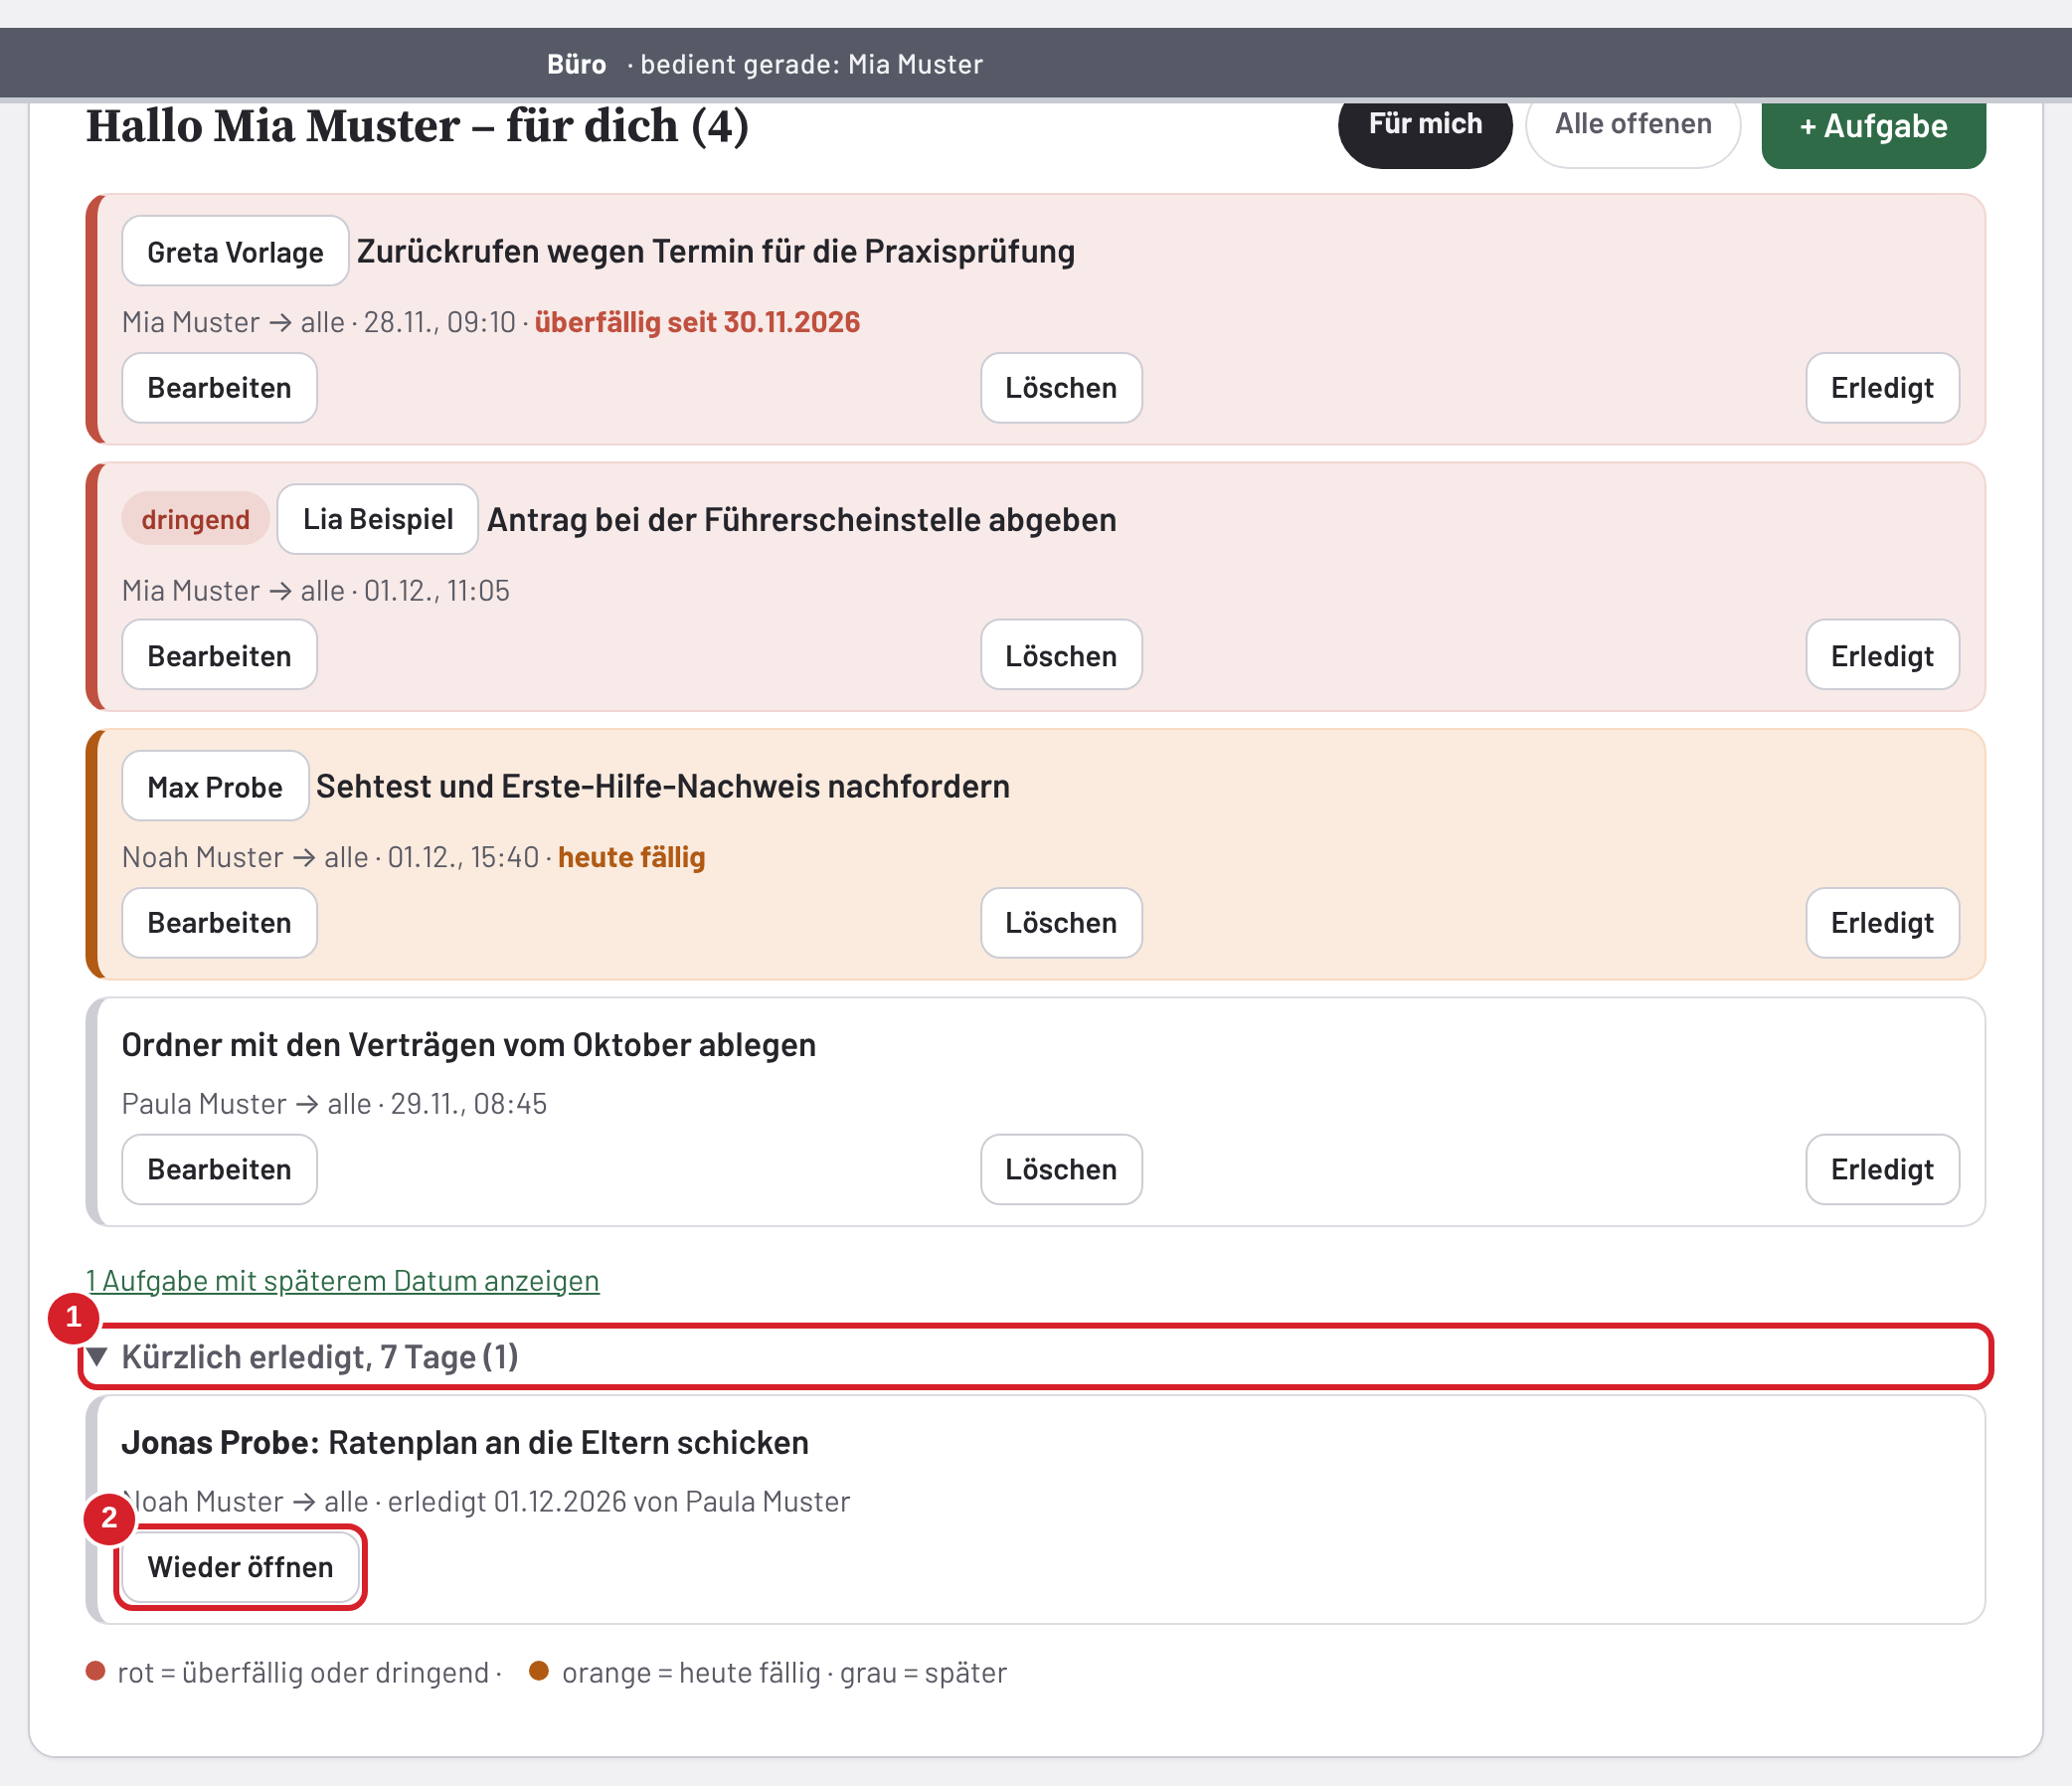 Büro · bedient gerade: Mia Muster
Hallo Mia Muster – für dich (4)
Für mich
Alle offenen
+ Aufgabe
Greta Vorlage Zurückrufen wegen Termin für die Praxisprüfung
Mia Muster → alle · 28.11., 09:10 · überfällig seit 30.11.2026
Bearbeiten
Löschen
Erledigt
dringend Lia Beispiel Antrag bei der Führerscheinstelle abgeben
Mia Muster → alle · 01.12., 11:05
Bearbeiten
Löschen
Erledigt
Max Probe Sehtest und Erste-Hilfe-Nachweis nachfordern
Noah Muster → alle · 01.12., 15:40 · heute fällig
Bearbeiten
Löschen
Erledigt
Ordner mit den Verträgen vom Oktober ablegen
Paula Muster → alle · 29.11., 08:45
Bearbeiten
Löschen
Erledigt
1 Aufgabe mit späterem Datum anzeigen
1
▼ Kürzlich erledigt, 7 Tage (1)
Jonas Probe: Ratenplan an die Eltern schicken
Noah Muster → alle · erledigt 01.12.2026 von Paula Muster
2
Wieder öffnen
rot = überfällig oder dringend · orange = heute fällig · grau = später